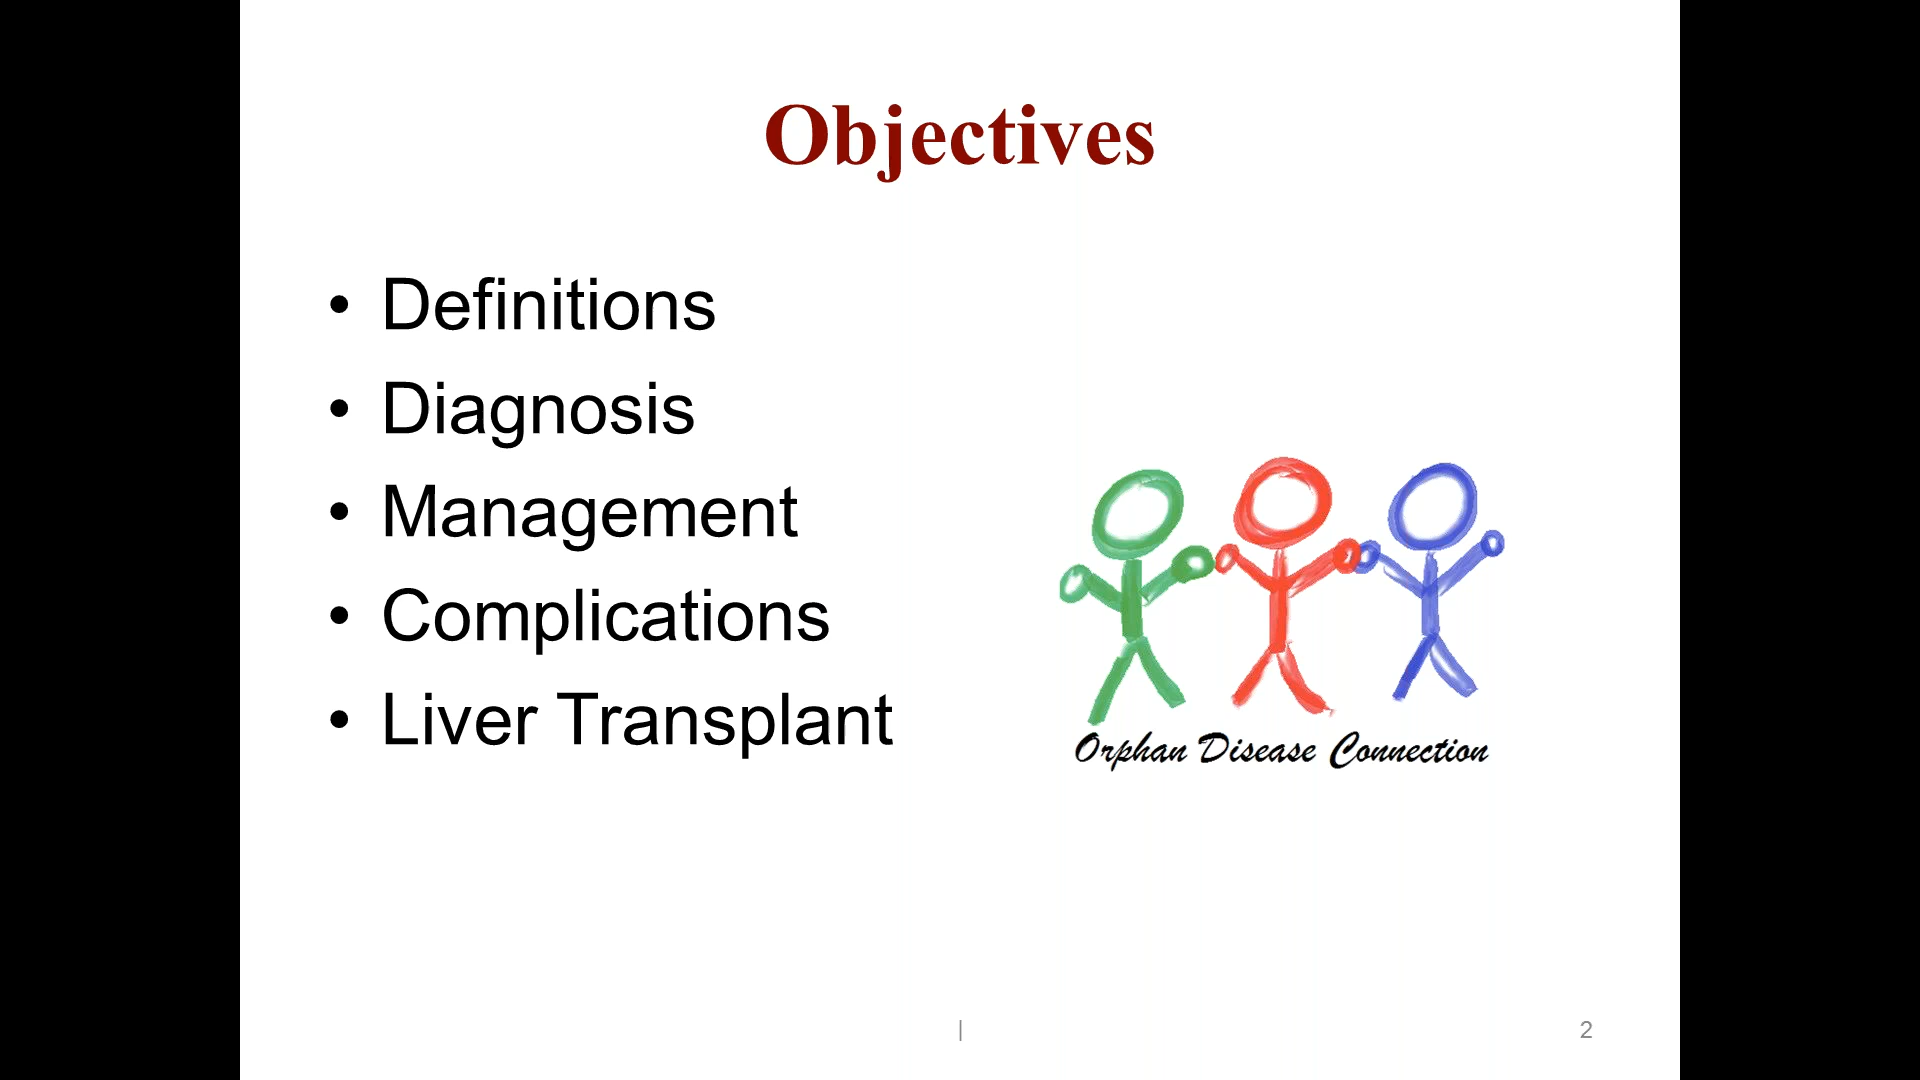 Objectives
• Definitions
• Diagnosis
• Management
• Complications
• Liver Transplant
Orphan Disease Connection
|
2